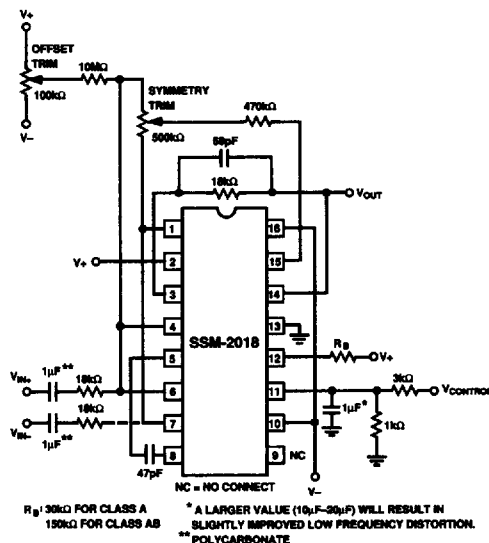 V+
OFFSET
TRIM
10MΩ
100kΩ
V–
SYMMETRY
TRIM
470kΩ
500kΩ
68pF
18kΩ
VOUT
1
16
V+
2
15
3
14
SSM-2018
4
13
5
12
RB
V+
VIN+
1µF**
18kΩ
6
11
3kΩ
VCONTROL
1µF*
1kΩ
VIN–
18kΩ
1µF**
7
10
8
9
NC
47pF
V–
NC = NO CONNECT
RB: 30kΩ FOR CLASS A
150kΩ FOR CLASS AB
* A LARGER VALUE (10µF–20µF) WILL RESULT IN
SLIGHTLY IMPROVED LOW FREQUENCY DISTORTION.
** POLYCARBONATE